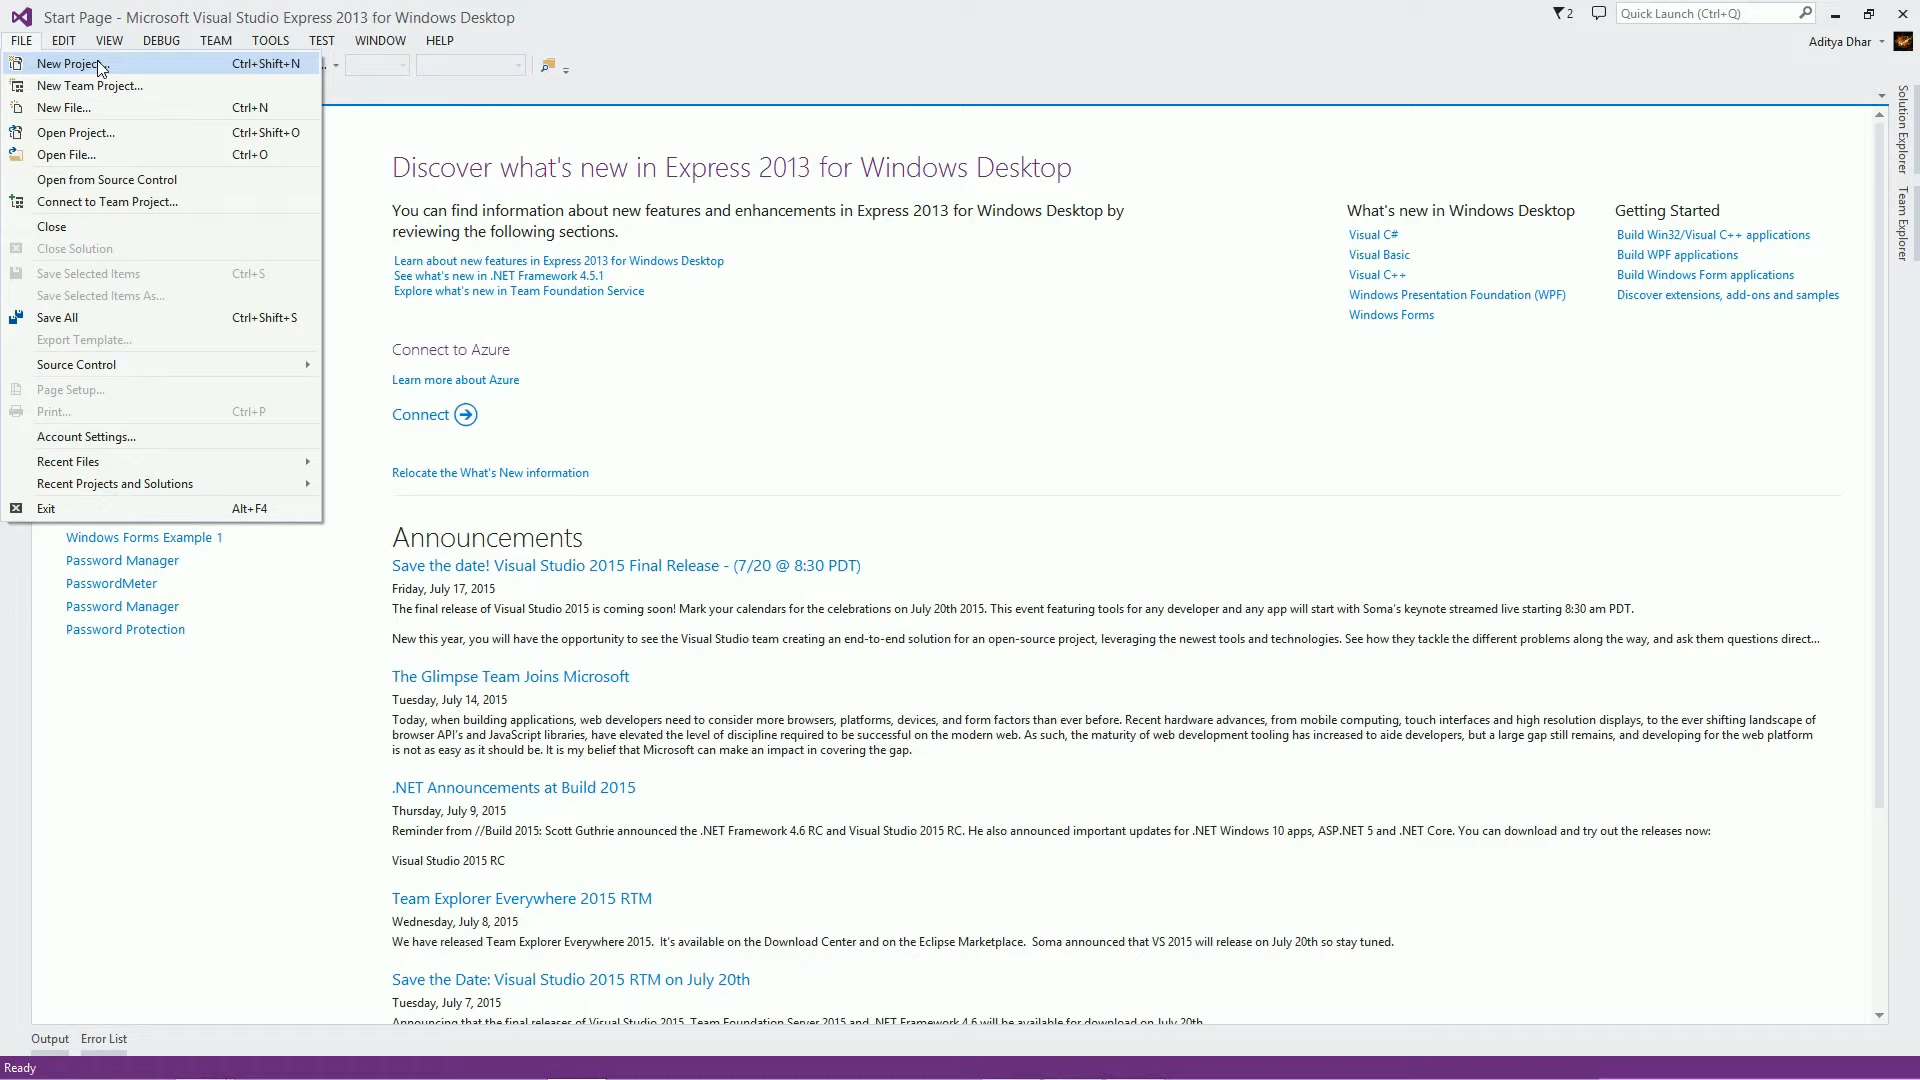 Start Page - Microsoft Visual Studio Express 2013 for Windows Desktop
2
Quick Launch (Ctrl+Q)
FILE EDIT VIEW DEBUG TEAM TOOLS TEST WINDOW HELP
Aditya Dhar
New Project... Ctrl+Shift+N
New Team Project...
New File... Ctrl+N
Open Project... Ctrl+Shift+O
Open File... Ctrl+O
Open from Source Control
Connect to Team Project...
Close
Close Solution
Save Selected Items Ctrl+S
Save Selected Items As...
Save All Ctrl+Shift+S
Export Template...
Source Control
Page Setup...
Print... Ctrl+P
Account Settings...
Recent Files
Recent Projects and Solutions
Exit Alt+F4
Windows Forms Example 1
Password Manager
PasswordMeter
Password Manager
Password Protection
Discover what's new in Express 2013 for Windows Desktop
You can find information about new features and enhancements in Express 2013 for Windows Desktop by
reviewing the following sections.
Learn about new features in Express 2013 for Windows Desktop
See what's new in .NET Framework 4.5.1
Explore what's new in Team Foundation Service
What's new in Windows Desktop
Visual C#
Visual Basic
Visual C++
Windows Presentation Foundation (WPF)
Windows Forms
Getting Started
Build Win32/Visual C++ applications
Build WPF applications
Build Windows Form applications
Discover extensions, add-ons and samples
Connect to Azure
Learn more about Azure
Connect
Relocate the What's New information
Announcements
Save the date! Visual Studio 2015 Final Release - (7/20 @ 8:30 PDT)
Friday, July 17, 2015
The final release of Visual Studio 2015 is coming soon! Mark your calendars for the celebrations on July 20th 2015. This event featuring tools for any developer and any app will start with Soma's keynote streamed live starting 8:30 am PDT.
New this year, you will have the opportunity to see the Visual Studio team creating an end-to-end solution for an open-source project, leveraging the newest tools and technologies. See how they tackle the different problems along the way, and ask them questions direct...
The Glimpse Team Joins Microsoft
Tuesday, July 14, 2015
Today, when building applications, web developers need to consider more browsers, platforms, devices, and form factors than ever before. Recent hardware advances, from mobile computing, touch interfaces and high resolution displays, to the ever shifting landscape of
browser API's and JavaScript libraries, have elevated the level of discipline required to be successful on the modern web. As such, the maturity of web development tooling has increased to aide developers, but a large gap still remains, and developing for the web platform
is not as easy as it should be. It is my belief that Microsoft can make an impact in covering the gap.
.NET Announcements at Build 2015
Thursday, July 9, 2015
Reminder from //Build 2015: Scott Guthrie announced the .NET Framework 4.6 RC and Visual Studio 2015 RC. He also announced important updates for .NET Windows 10 apps, ASP.NET 5 and .NET Core. You can download and try out the releases now:
Visual Studio 2015 RC
Team Explorer Everywhere 2015 RTM
Wednesday, July 8, 2015
We have released Team Explorer Everywhere 2015. It's available on the Download Center and on the Eclipse Marketplace. Soma announced that VS 2015 will release on July 20th so stay tuned.
Save the Date: Visual Studio 2015 RTM on July 20th
Tuesday, July 7, 2015
Announcing that the final releases of Visual Studio 2015, Team Foundation Server 2015 and .NET Framework 4.6 will be available for download on July 20th
Solution Explorer
Team Explorer
Output Error List
Ready